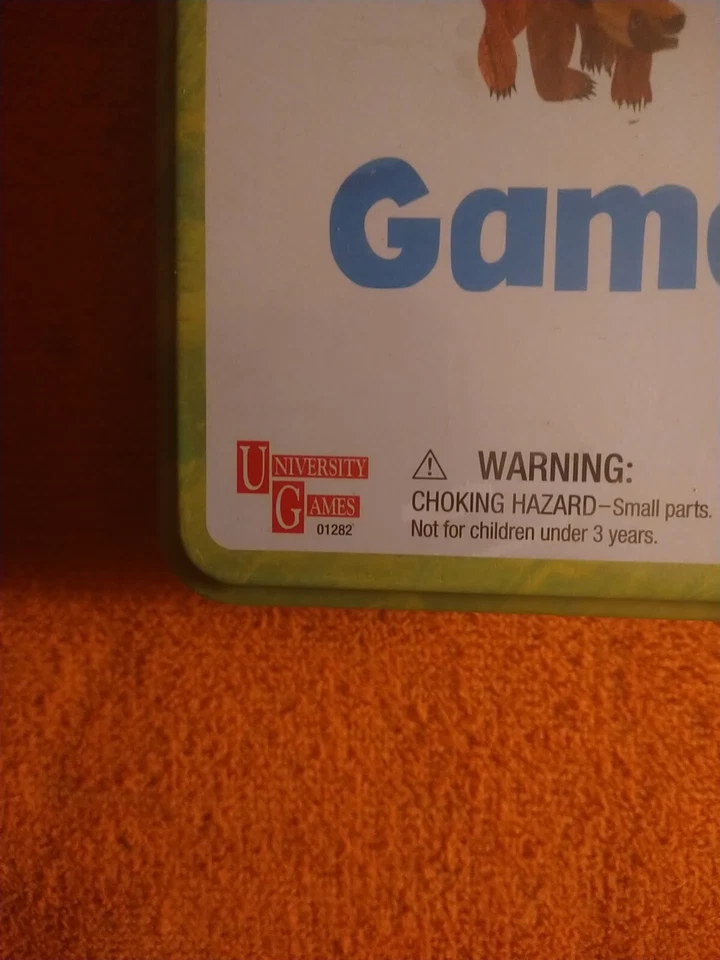 Gam
UNIVERSITY
GAMES
01282
WARNING:
CHOKING HAZARD–Small parts.
Not for children under 3 years.